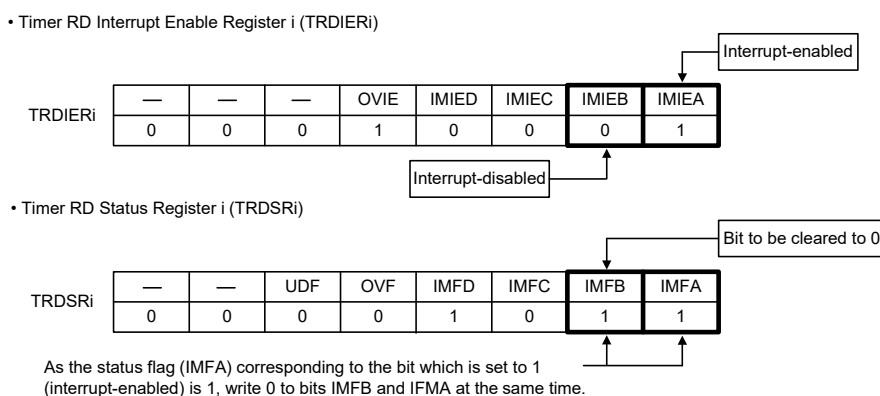 • Timer RD Interrupt Enable Register i (TRDIERi)
Interrupt-enabled
TRDIERi
— — — OVIE IMIED IMIEC IMIEB IMIEA
0 0 0 1 0 0 0 1
Interrupt-disabled
• Timer RD Status Register i (TRDSRi)
Bit to be cleared to 0
TRDSRi
— — UDF OVF IMFD IMFC IMFB IMFA
0 0 0 0 1 0 1 1
As the status flag (IMFA) corresponding to the bit which is set to 1
(interrupt-enabled) is 1, write 0 to bits IMFB and IFMA at the same time.